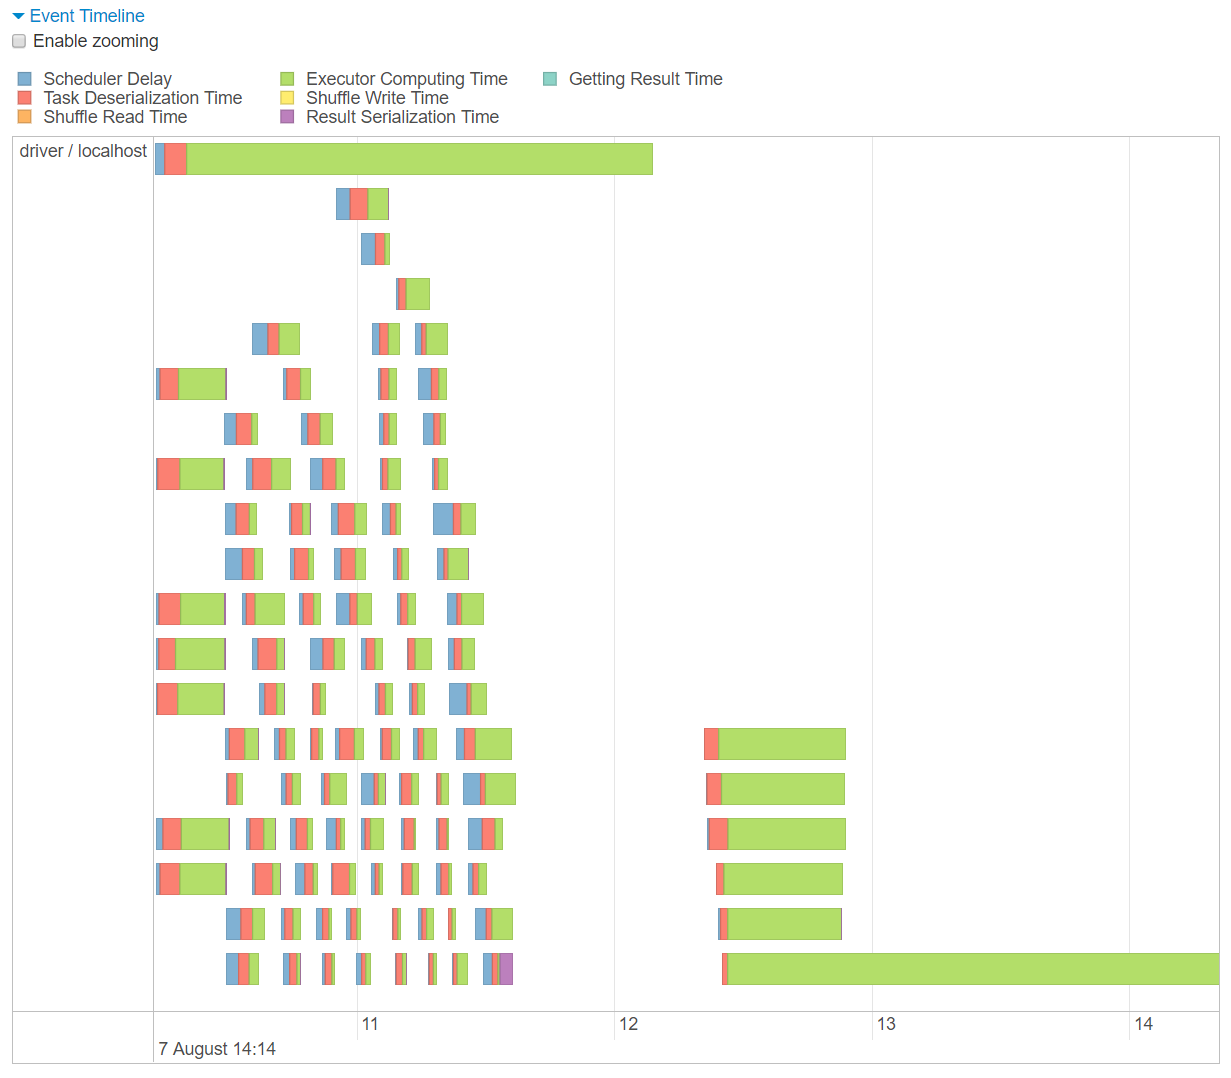 Event Timeline
Enable zooming
Scheduler Delay
Executor Computing Time
Getting Result Time
Task Deserialization Time
Shuffle Write Time
Shuffle Read Time
Result Serialization Time
driver / localhost
11
12
13
14
7 August 14:14